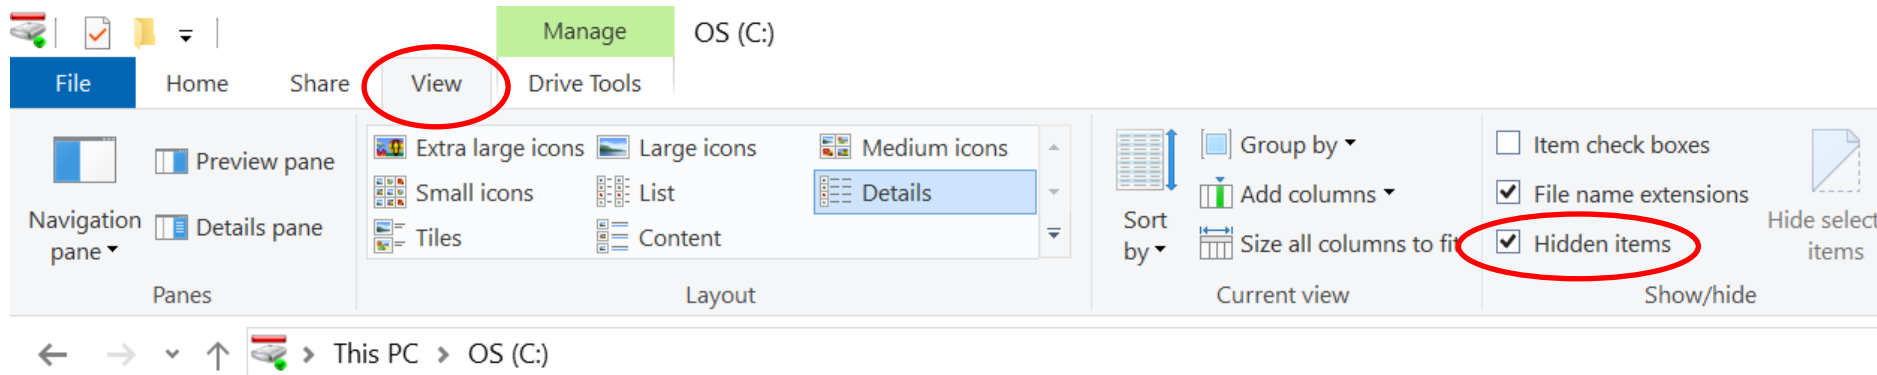 Manage OS (C:)
File Home Share View Drive Tools
Extra large icons Large icons Medium icons Group by Item check boxes
Preview pane
Small icons List Details Add columns File name extensions
Navigation pane Details pane Sort by Hide select items
Tiles Content Size all columns to fit Hidden items
Panes Layout Current view Show/hide
This PC > OS (C:)